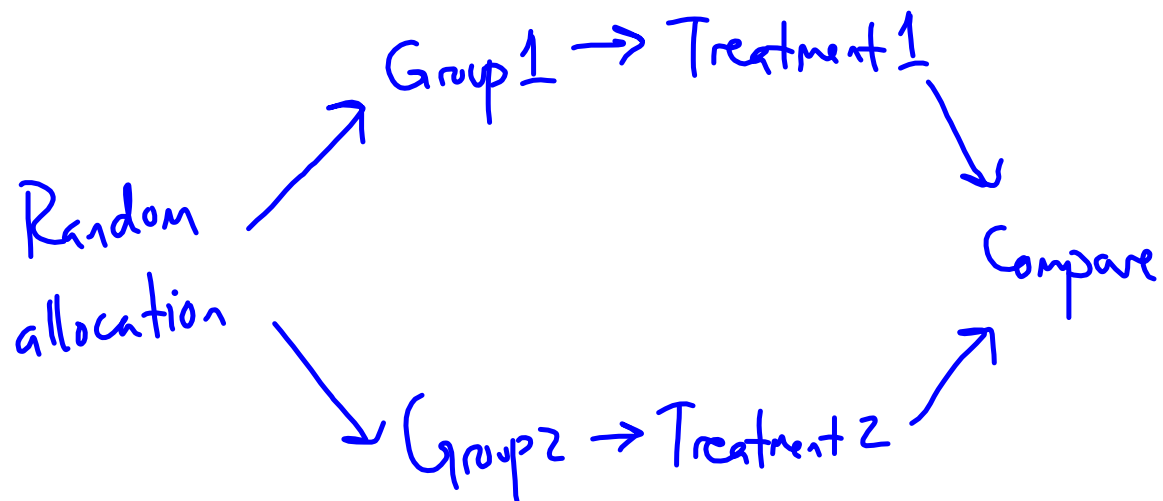 Group 1 → Treatment 1
Random
allocation
Compare
Group 2 → Treatment 2